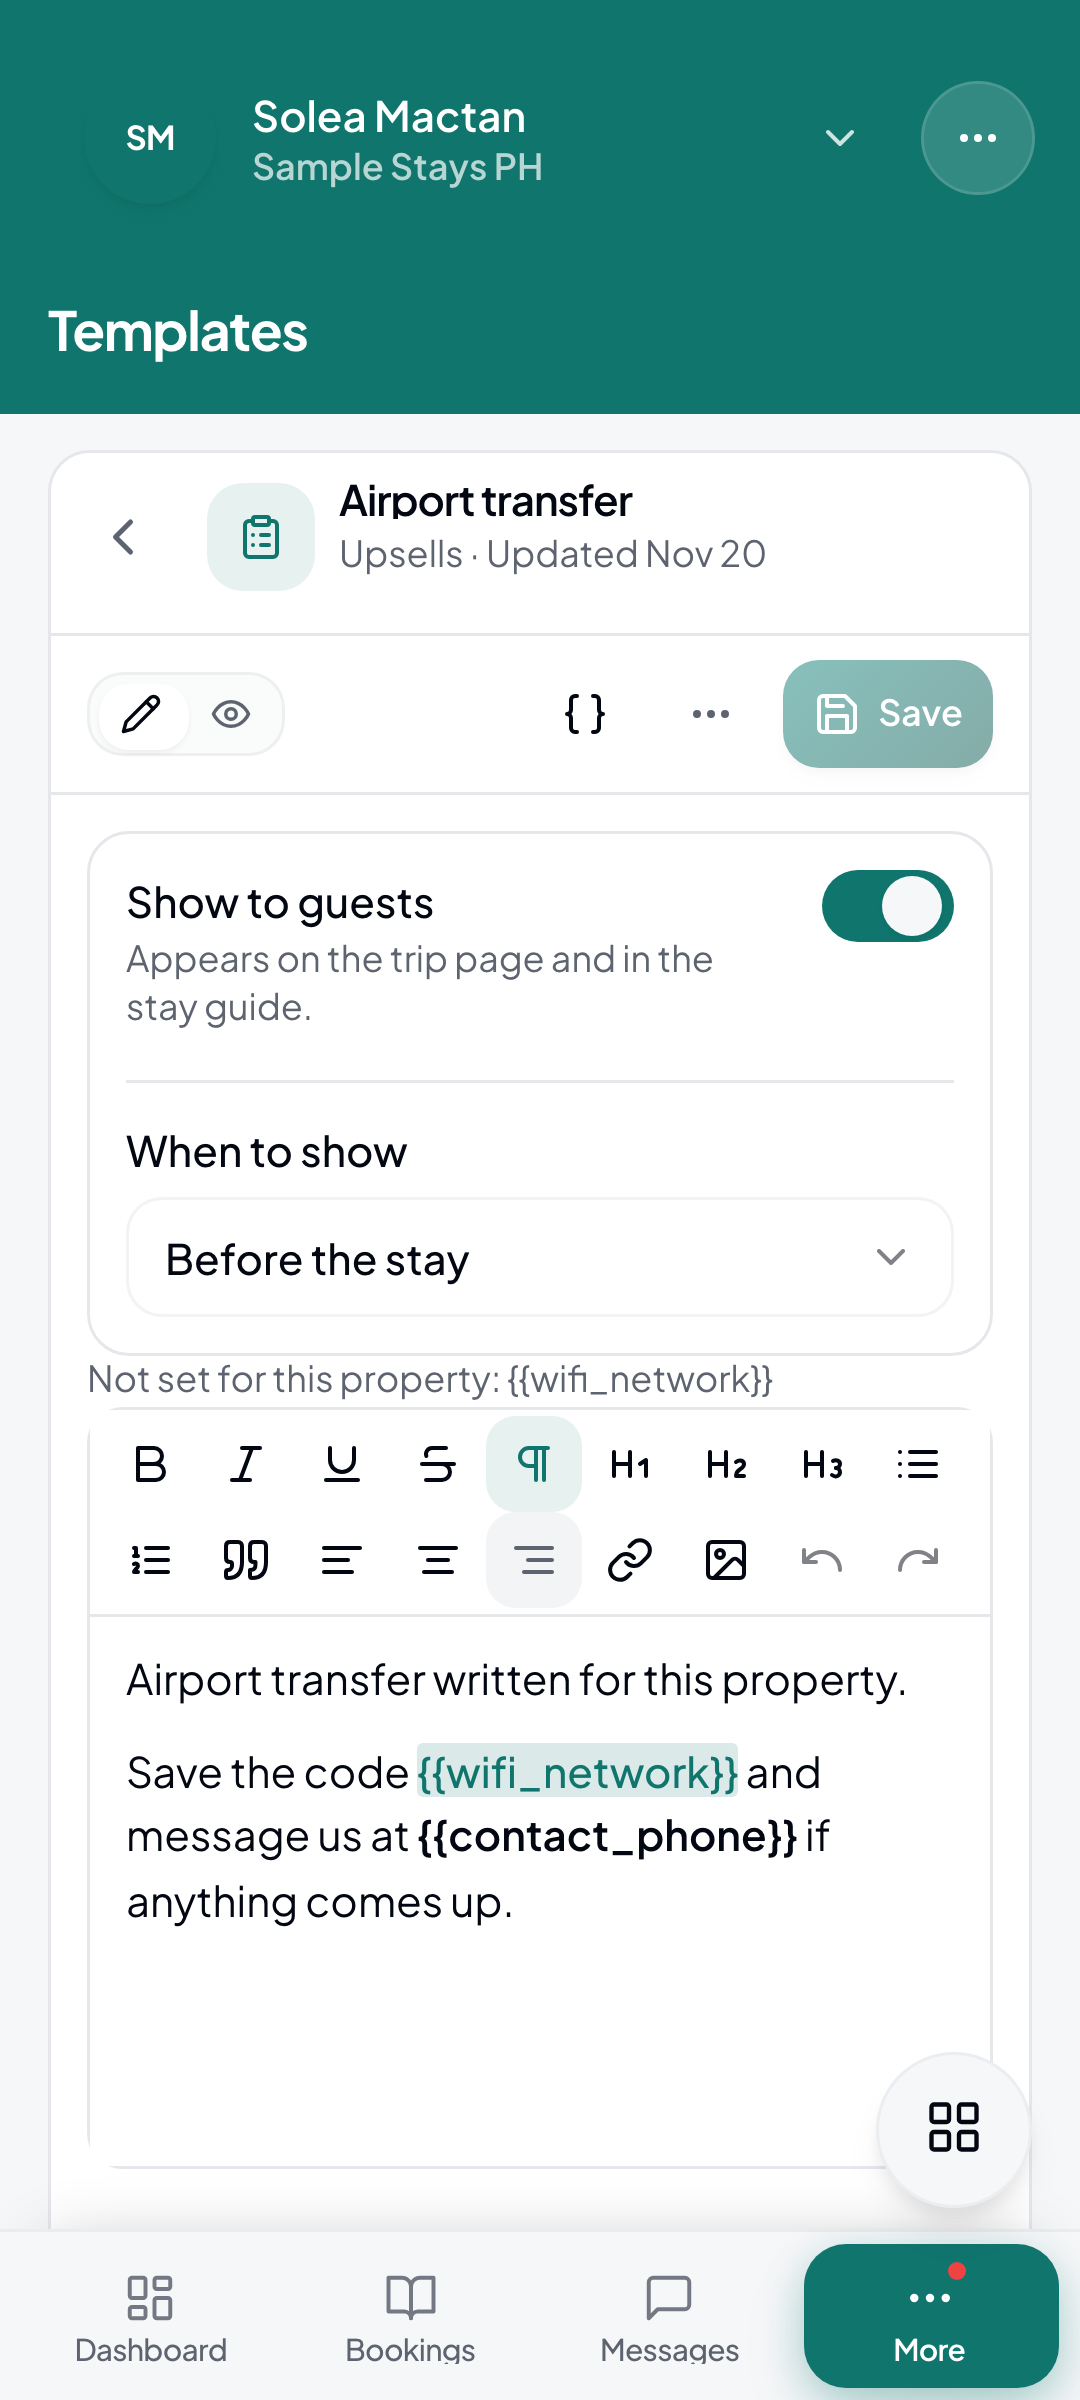 SM
Solea Mactan
Sample Stays PH
Templates
Airport transfer
Upsells · Updated Nov 20
{ }
Save
Show to guests
Appears on the trip page and in the
stay guide.
When to show
Before the stay
Not set for this property: {{wifi_network}}
B I U S ¶ H1 H2 H3
Airport transfer written for this property.
Save the code {{wifi_network}} and
message us at {{contact_phone}} if
anything comes up.
Dashboard
Bookings
Messages
More